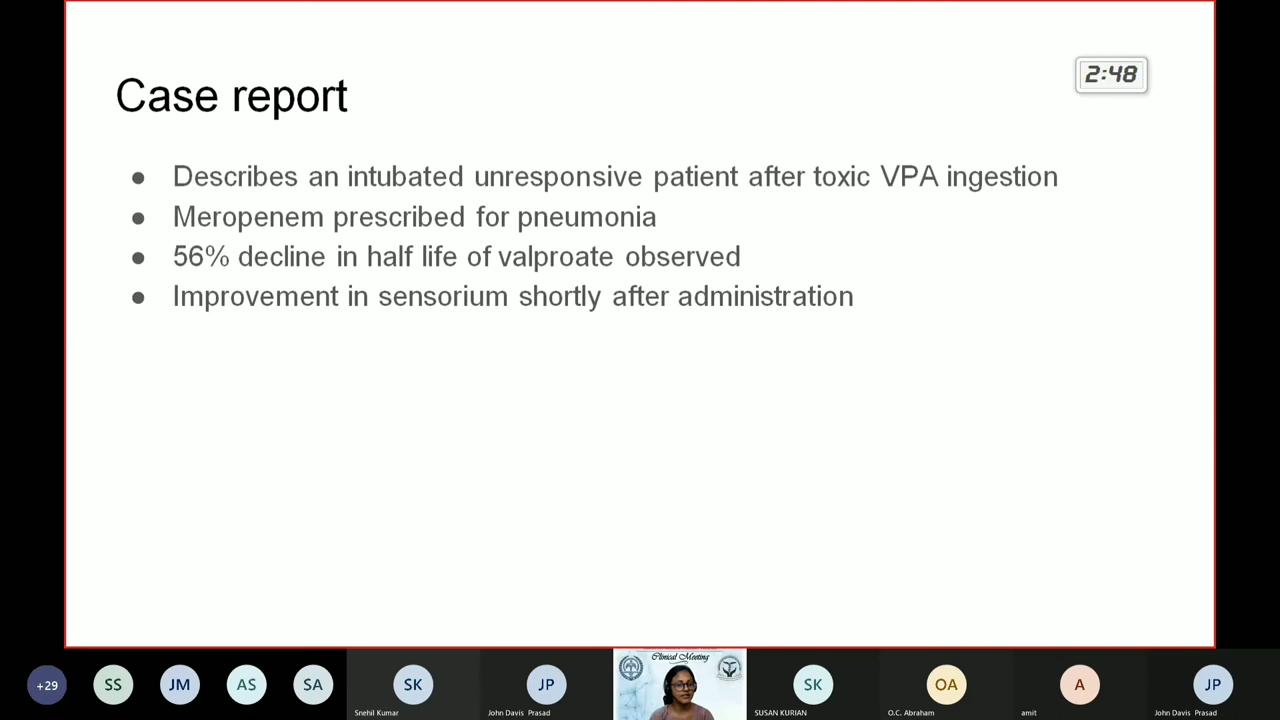 2:48
Case report
● Describes an intubated unresponsive patient after toxic VPA ingestion
● Meropenem prescribed for pneumonia
● 56% decline in half life of valproate observed
● Improvement in sensorium shortly after administration
Clinical Meeting
+29
SS
JM
AS
SA
SK
JP
SK
OA
A
JP
Snehil Kumar
John Davis Prasad
SUSAN KURIAN
O.C. Abraham
amit
John Davis Prasad